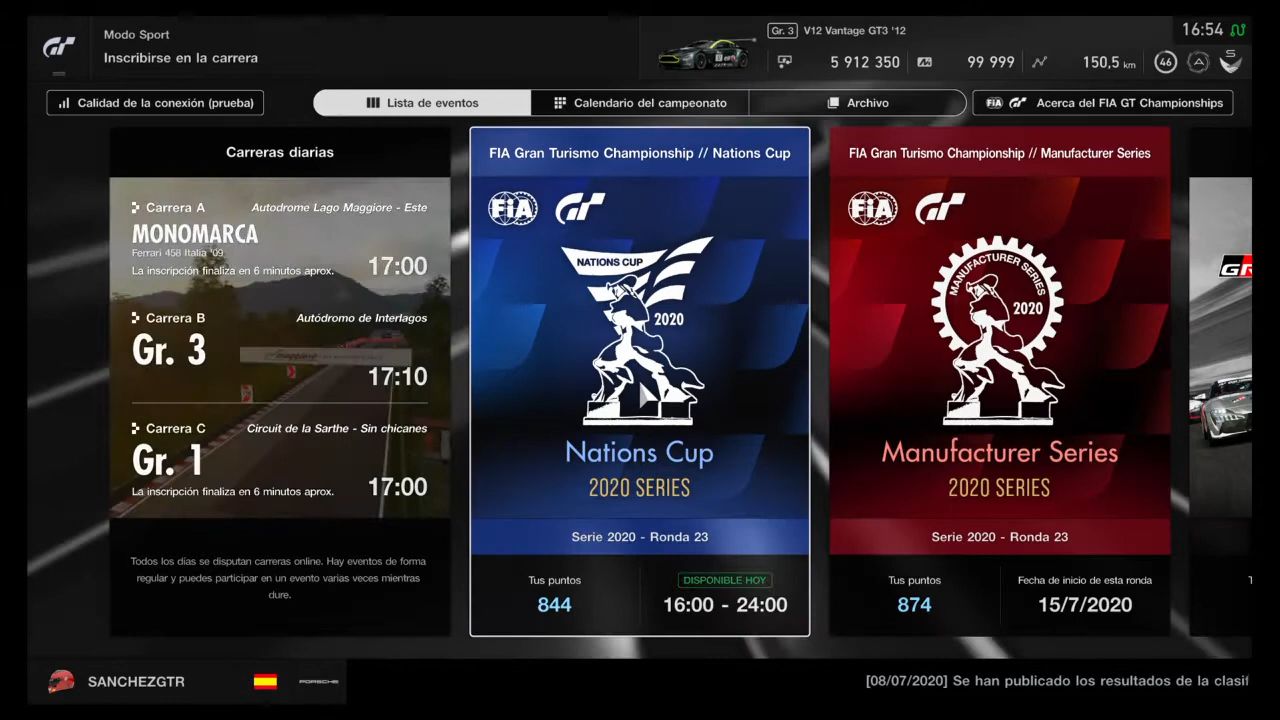 Modo Sport
Inscribirse en la carrera
Gr. 3 V12 Vantage GT3 '12
16:54
5 912 350
99 999
150,5 km
46
A
S
Calidad de la conexión (prueba)
Lista de eventos
Calendario del campeonato
Archivo
FIA GT Acerca del FIA GT Championships
Carreras diarias
Carrera A
Autodrome Lago Maggiore - Este
MONOMARCA
Ferrari 458 Italia '09
La inscripción finaliza en 6 minutos aprox.
17:00
Carrera B
Autódromo de Interlagos
Gr. 3
17:10
Carrera C
Circuit de la Sarthe - Sin chicanes
Gr. 1
La inscripción finaliza en 6 minutos aprox.
17:00
Todos los días se disputan carreras online. Hay eventos de forma
regular y puedes participar en un evento varias veces mientras
dure.
FIA Gran Turismo Championship // Nations Cup
FIA GT
NATIONS CUP
2020
Nations Cup
2020 SERIES
Serie 2020 - Ronda 23
Tus puntos
844
DISPONIBLE HOY
16:00 - 24:00
FIA Gran Turismo Championship // Manufacturer Series
FIA GT
MANUFACTURER SERIES
2020
Manufacturer Series
2020 SERIES
Serie 2020 - Ronda 23
Tus puntos
874
Fecha de inicio de esta ronda
15/7/2020
GR
T
SANCHEZGTR
PORSCHE
[08/07/2020] Se han publicado los resultados de la clasif